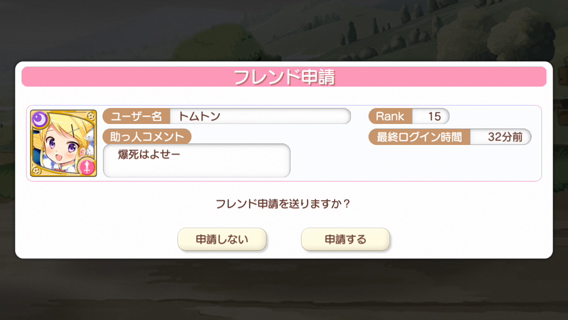 フレンド申請
ユーザー名 トムトン Rank 15
助っ人コメント 最終ログイン時間 32分前
爆死はよせー
フレンド申請を送りますか？
申請しない 申請する